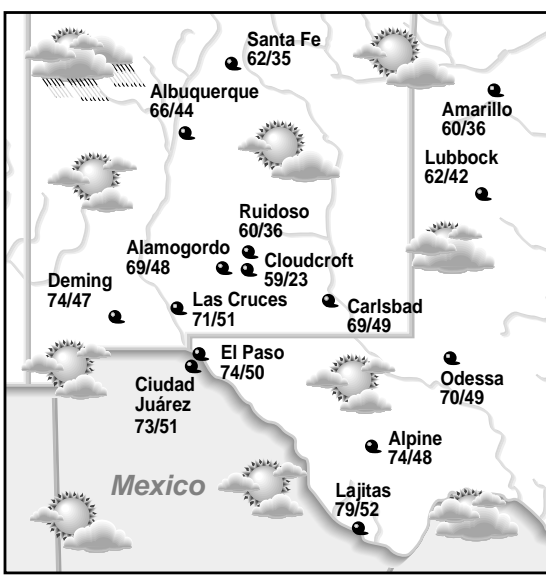 Santa Fe
62/35
Albuquerque
66/44
Amarillo
60/36
Lubbock
62/42
Ruidoso
60/36
Alamogordo
69/48
Cloudcroft
59/23
Deming
74/47
Las Cruces
71/51
Carlsbad
69/49
El Paso
74/50
Ciudad
Juárez
73/51
Odessa
70/49
Alpine
74/48
Mexico
Lajitas
79/52